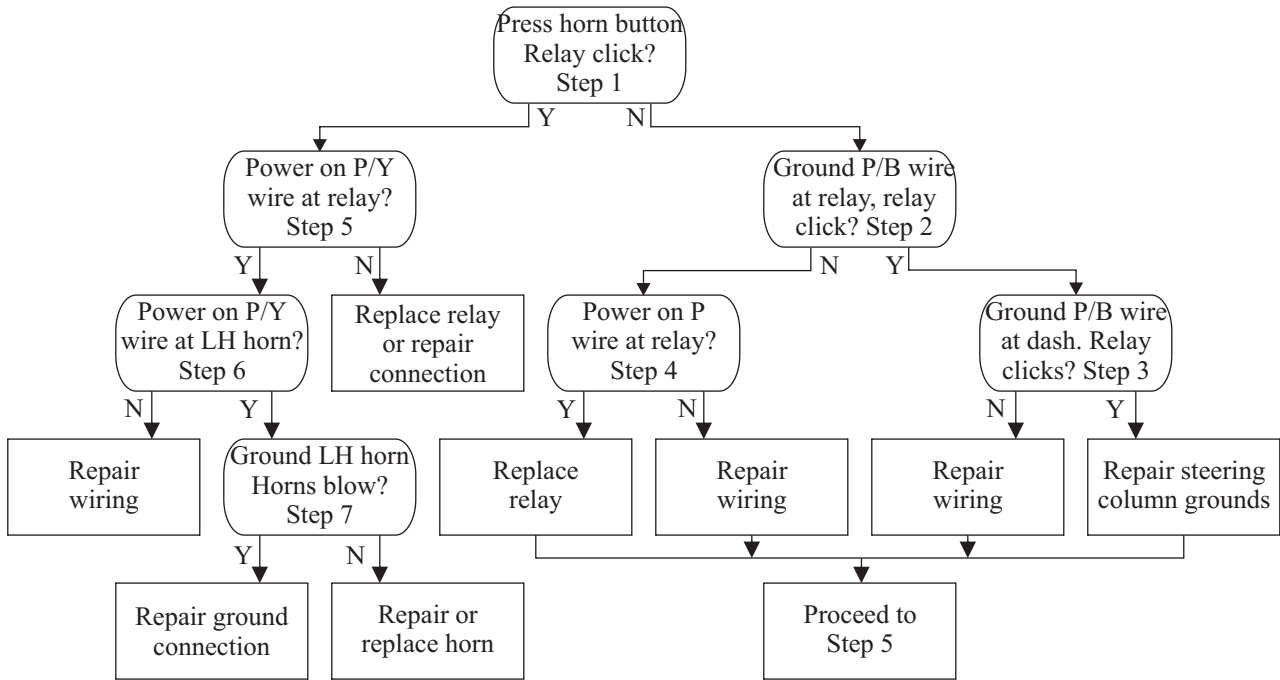 Press horn button
Relay click?
Step 1
Y
N
Power on P/Y
wire at relay?
Step 5
Ground P/B wire
at relay, relay
click? Step 2
Y
N
N
Y
Power on P/Y
wire at LH horn?
Step 6
Replace relay
or repair
connection
Power on P
wire at relay?
Step 4
Ground P/B wire
at dash. Relay
clicks? Step 3
N
Y
Y
N
N
Y
Repair
wiring
Ground LH horn
Horns blow?
Step 7
Replace
relay
Repair
wiring
Repair
wiring
Repair steering
column grounds
Y
N
Repair ground
connection
Repair or
replace horn
Proceed to
Step 5